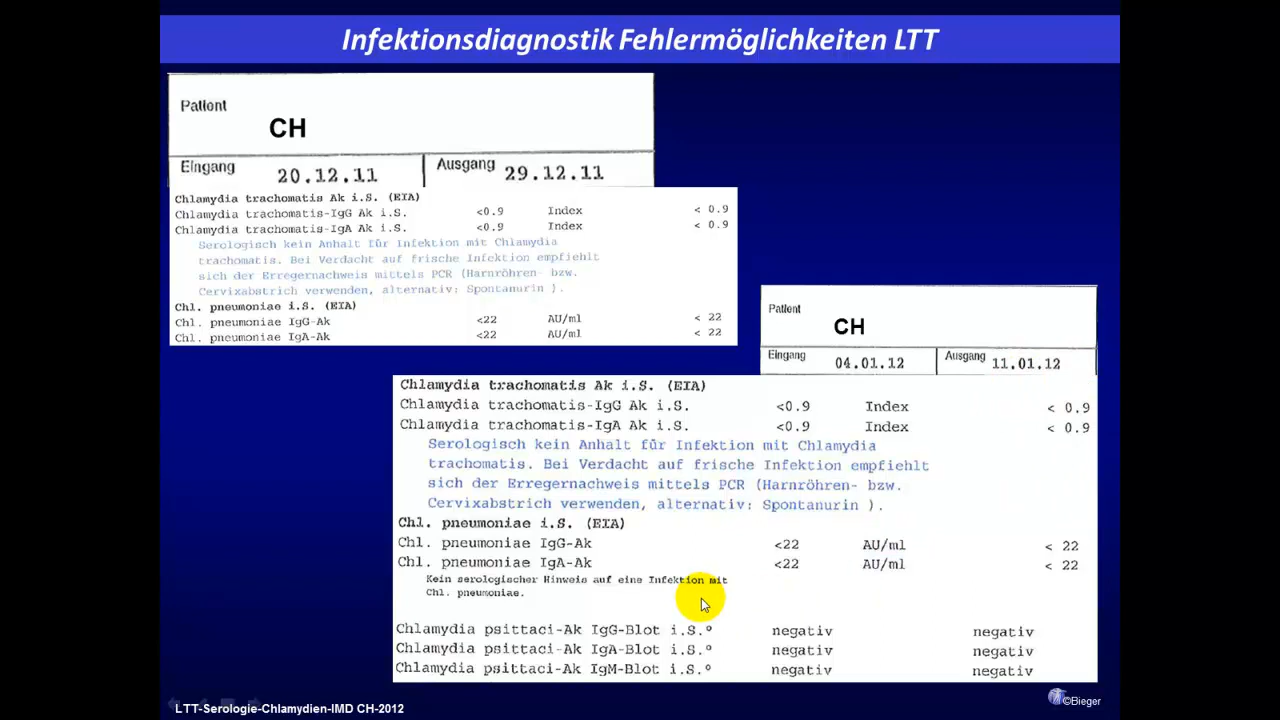 Infektionsdiagnostik Fehlermöglichkeiten LTT
Patient
CH
Eingang 20.12.11 Ausgang 29.12.11
Chlamydia trachomatis Ak i.S. (EIA)
Chlamydia trachomatis-IgG Ak i.S. <0.9 Index < 0.9
Chlamydia trachomatis-IgA Ak i.S. <0.9 Index < 0.9
Serologisch kein Anhalt für Infektion mit Chlamydia
trachomatis. Bei Verdacht auf frische Infektion empfiehlt
sich der Erregernachweis mittels PCR (Harnröhren- bzw.
Cervixabstrich verwenden, alternativ: Spontanurin ).
Chl. pneumoniae i.S. (EIA)
Chl. pneumoniae IgG-Ak <22 AU/ml < 22
Chl. pneumoniae IgA-Ak <22 AU/ml < 22
Patient
CH
Eingang 04.01.12 Ausgang 11.01.12
Chlamydia trachomatis Ak i.S. (EIA)
Chlamydia trachomatis-IgG Ak i.S. <0.9 Index < 0.9
Chlamydia trachomatis-IgA Ak i.S. <0.9 Index < 0.9
Serologisch kein Anhalt für Infektion mit Chlamydia
trachomatis. Bei Verdacht auf frische Infektion empfiehlt
sich der Erregernachweis mittels PCR (Harnröhren- bzw.
Cervixabstrich verwenden, alternativ: Spontanurin ).
Chl. pneumoniae i.S. (EIA)
Chl. pneumoniae IgG-Ak <22 AU/ml < 22
Chl. pneumoniae IgA-Ak <22 AU/ml < 22
Kein serologischer Hinweis auf eine Infektion mit
Chl. pneumoniae.
Chlamydia psittaci-Ak IgG-Blot i.S.° negativ negativ
Chlamydia psittaci-Ak IgA-Blot i.S.° negativ negativ
Chlamydia psittaci-Ak IgM-Blot i.S.° negativ negativ
LTT-Serologie-Chlamydien-IMD CH-2012
©Bieger